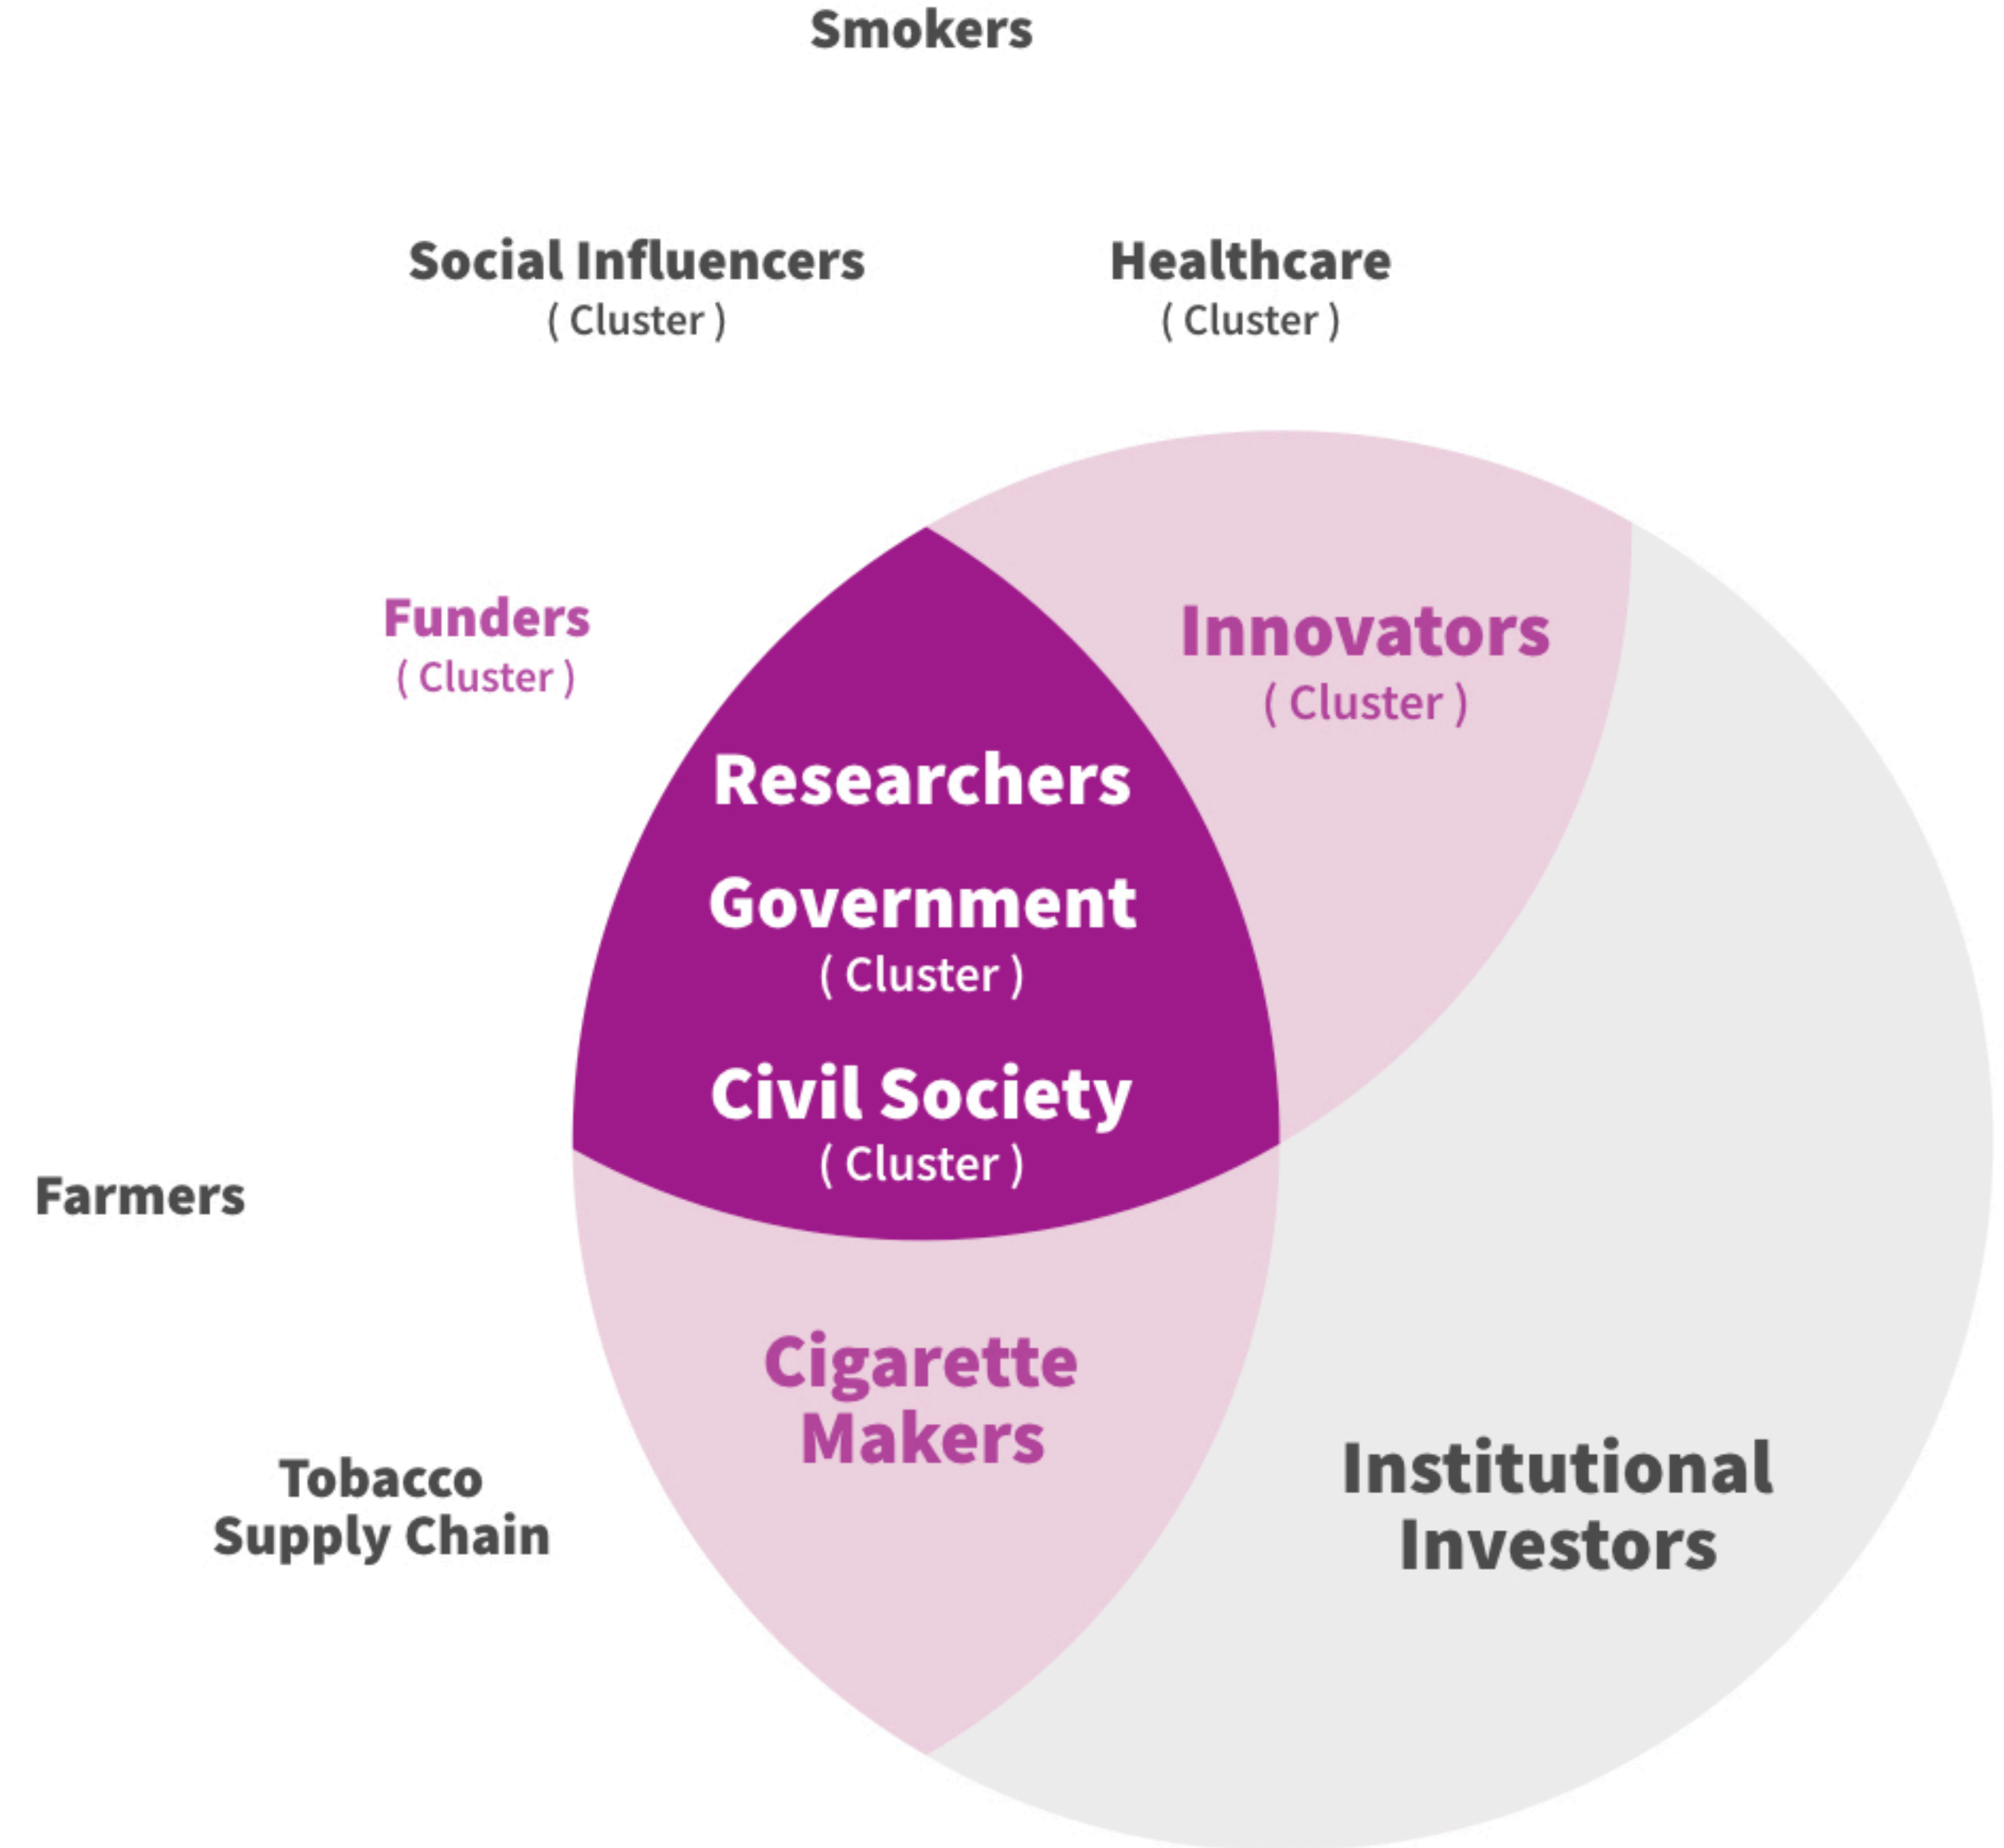 Smokers
Social Influencers
( Cluster )
Healthcare
( Cluster )
Funders
( Cluster )
Innovators
( Cluster )
Researchers
Government
( Cluster )
Civil Society
( Cluster )
Farmers
Cigarette
Makers
Tobacco
Supply Chain
Institutional
Investors